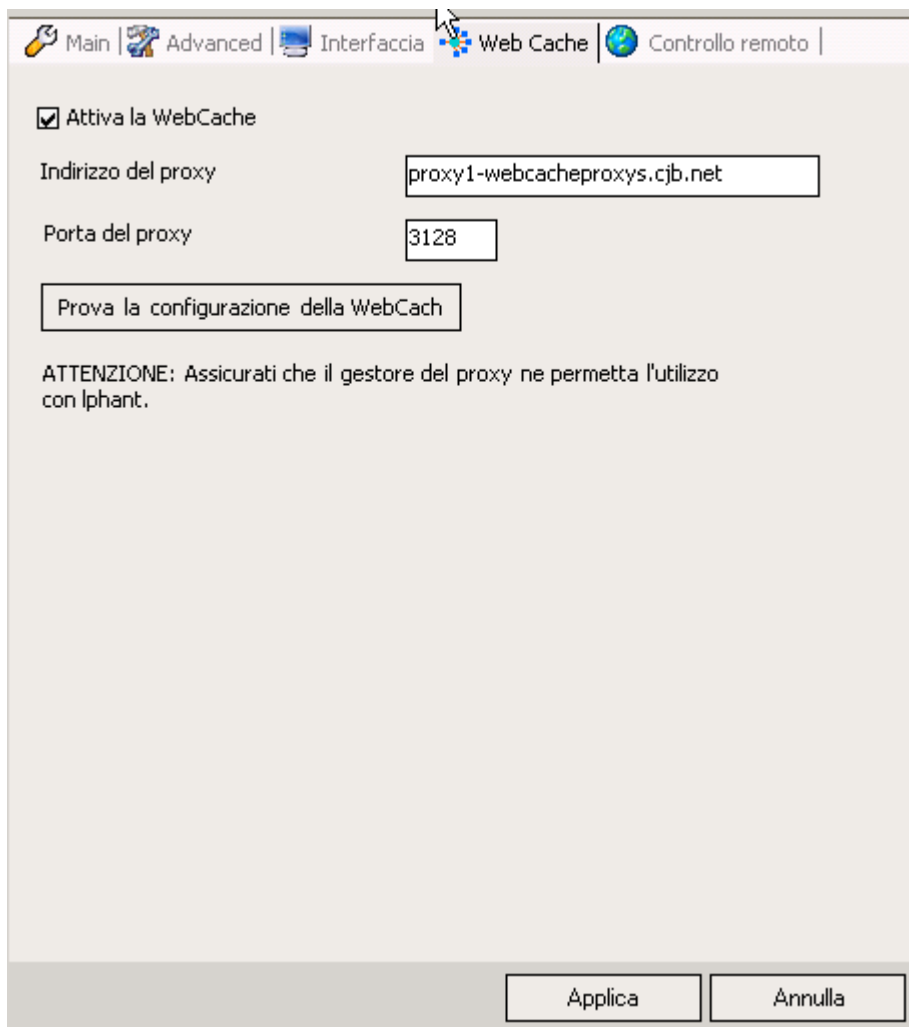 Main | Advanced | Interfaccia Web Cache | Controllo remoto |
Attiva la WebCache
Indirizzo del proxy proxy1-webcacheproxys.cjb.net
Porta del proxy 3128
Prova la configurazione della WebCach
ATTENZIONE: Assicurati che il gestore del proxy ne permetta l'utilizzo
con lphant.
Applica Annulla